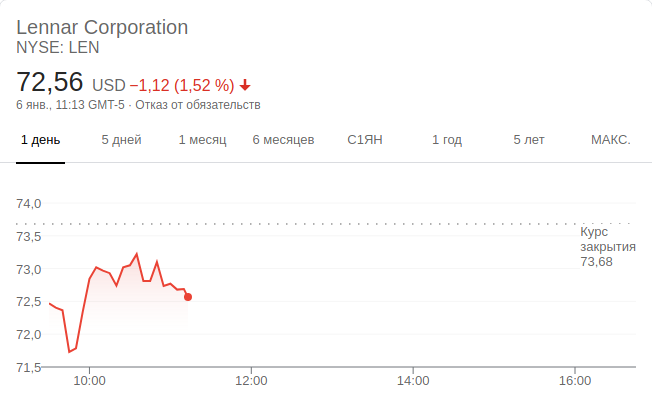 Lennar Corporation
NYSE: LEN
72,56 USD −1,12 (1,52 %)
6 янв., 11:13 GMT-5 · Отказ от обязательств
1 день 5 дней 1 месяц 6 месяцев С1ЯН 1 год 5 лет МАКС.
74,0
73,5
Курс
закрытия
73,68
73,0
72,5
72,0
71,5
10:00 12:00 14:00 16:00